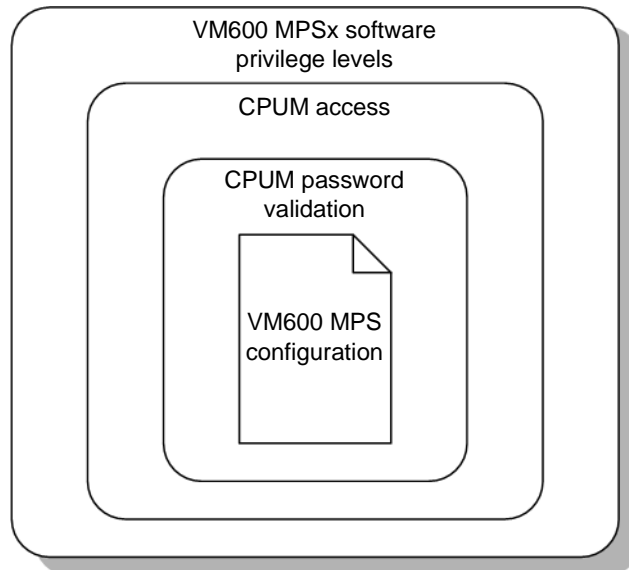 VM600 MPSx software
privilege levels
CPUM access
CPUM password
validation
VM600 MPS
configuration